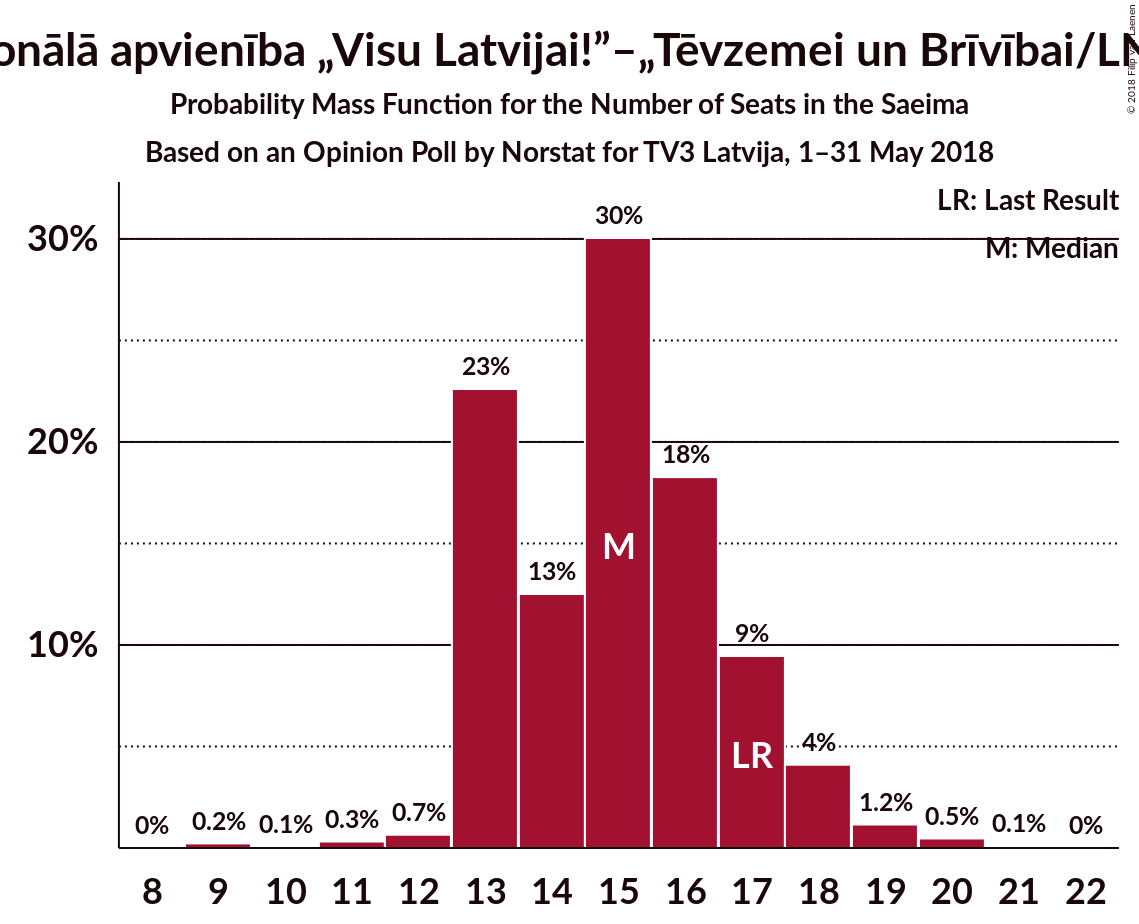 onālā apvienība „Visu Latvijai!”–„Tēvzemei un Brīvībai/LN
© 2018 Filip van Laenen
Probability Mass Function for the Number of Seats in the Saeima
Based on an Opinion Poll by Norstat for TV3 Latvija, 1–31 May 2018
LR: Last Result
M: Median
30%
20%
10%
0% 0.2% 0.1% 0.3% 0.7% 23% 13% 30% 18% 9% 4% 1.2% 0.5% 0.1% 0%
M
LR
8 9 10 11 12 13 14 15 16 17 18 19 20 21 22